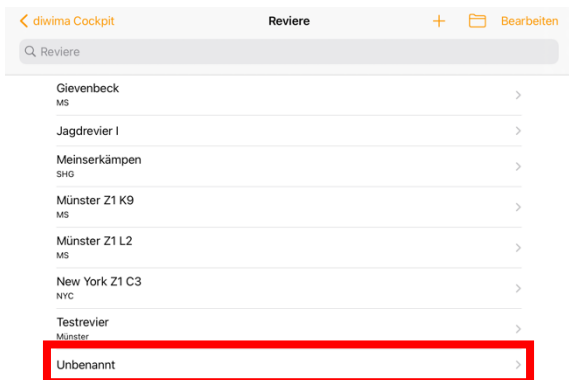 diwima Cockpit Reviere Bearbeiten
Reviere
Gievenbeck
MS
Jagdrevier I
Meinserkämpen
SHG
Münster Z1 K9
MS
Münster Z1 L2
MS
New York Z1 C3
NYC
Testrevier
Münster
Unbenannt